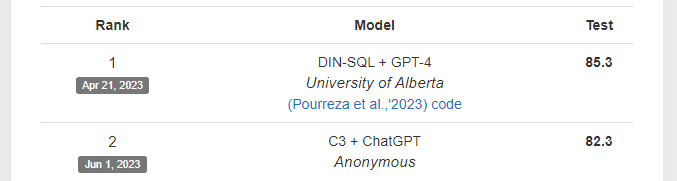 Rank Model Test
1 DIN-SQL + GPT-4 85.3
Apr 21, 2023 University of Alberta
(Pourreza et al.,'2023) code
2 C3 + ChatGPT 82.3
Jun 1, 2023 Anonymous